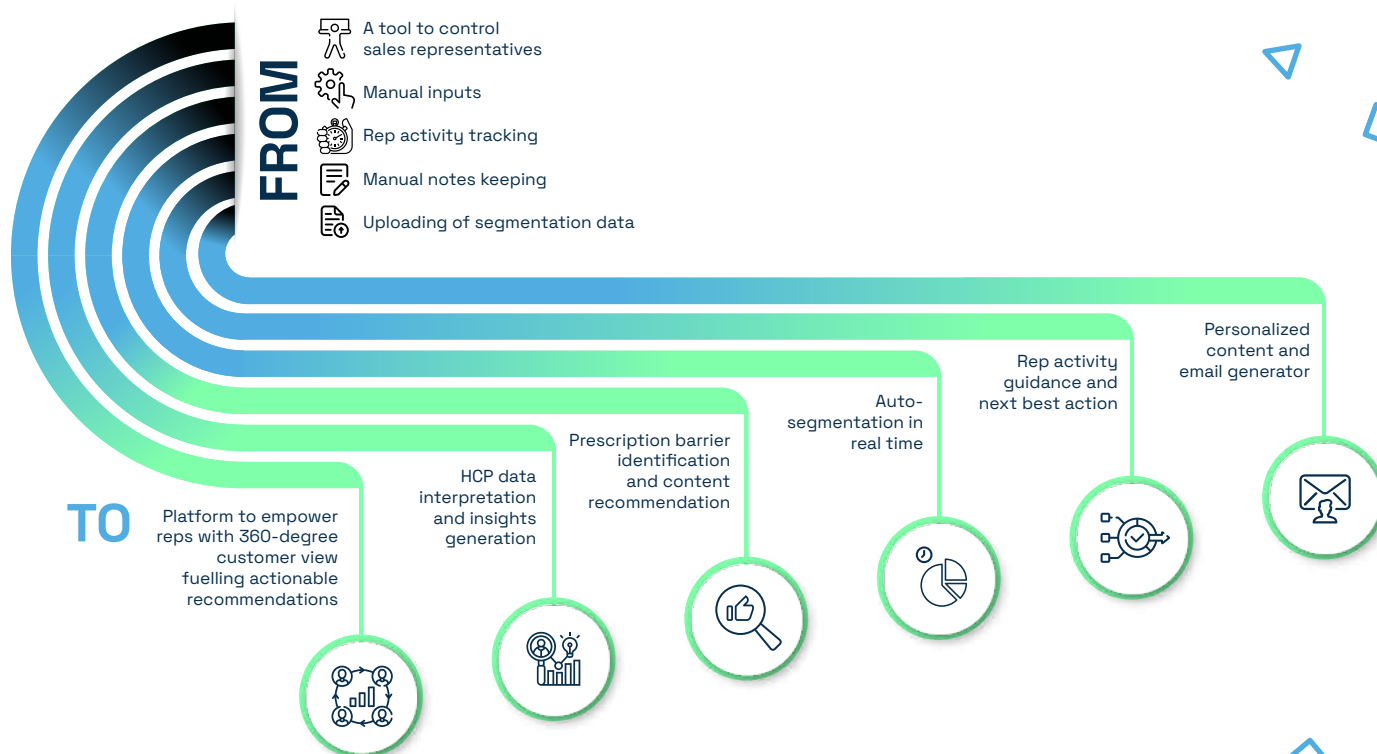 FROM
A tool to control
sales representatives
Manual inputs
Rep activity tracking
Manual notes keeping
Uploading of segmentation data
TO
Platform to empower
reps with 360-degree
customer view
fuelling actionable
recommendations
HCP data
interpretation
and insights
generation
Prescription barrier
identification
and content
recommendation
Auto-
segmentation in
real time
Rep activity
guidance and
next best action
Personalized
content and
email generator